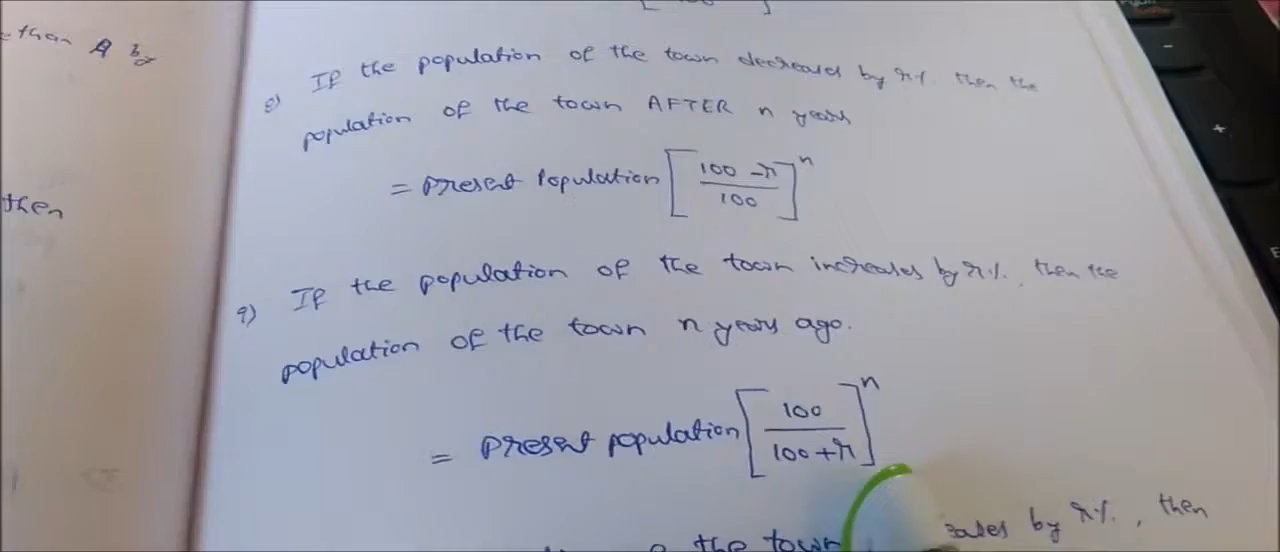 than A by
then
8) If the population of the town decreases by r%. then the
population of the town AFTER n years
= present population [ 100 - r / 100 ]^n
9) If the population of the town increases by r%. then the
population of the town n years ago.
= present population [ 100 / 100 + r ]^n
the town by r%., then